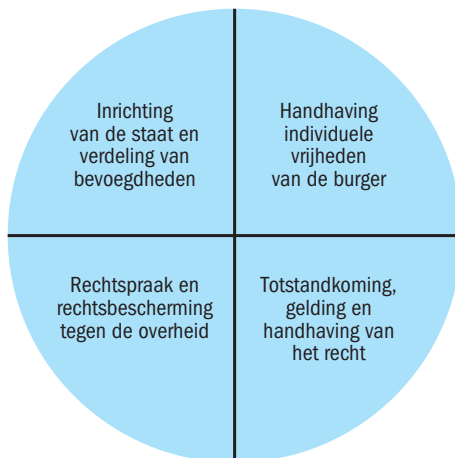 Inrichting
van de staat en
verdeling van
bevoegdheden
Handhaving
individuele
vrijheden
van de burger
Rechtspraak en
rechtsbescherming
tegen de overheid
Totstandkoming,
gelding en
handhaving van
het recht